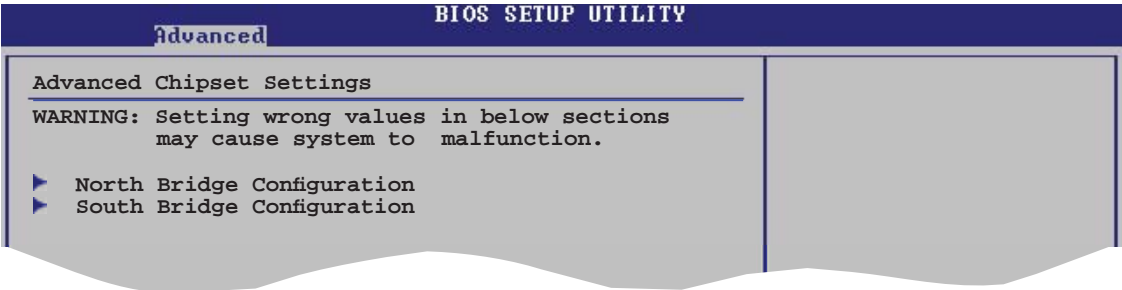 BIOS SETUP UTILITY
Advanced
Advanced Chipset Settings
WARNING: Setting wrong values in below sections
may cause system to malfunction.
North Bridge Configuration
South Bridge Configuration